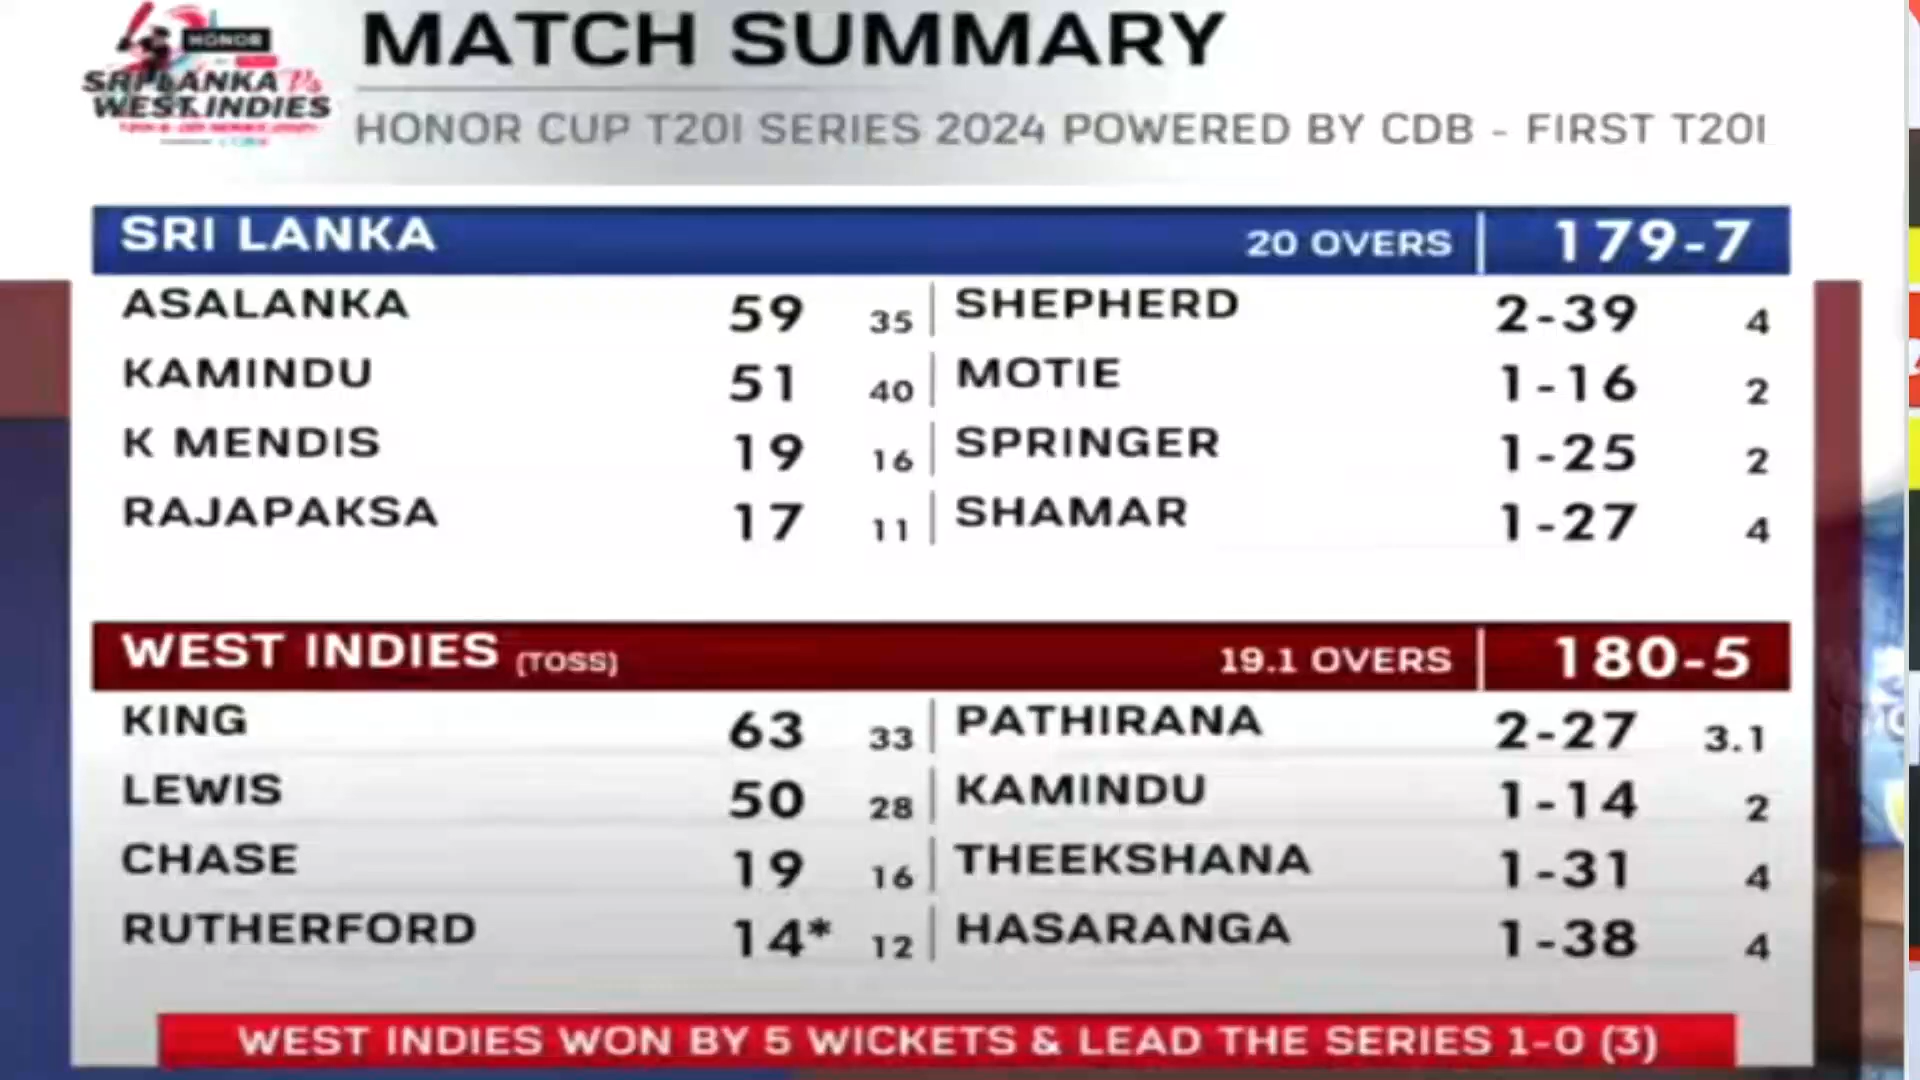 HONOR
SRI LANKA Vs
WEST INDIES
MATCH SUMMARY
HONOR CUP T20I SERIES 2024 POWERED BY CDB - FIRST T20I
SRI LANKA 20 OVERS 179-7
ASALANKA 59 35 SHEPHERD 2-39 4
KAMINDU 51 40 MOTIE 1-16 2
K MENDIS 19 16 SPRINGER 1-25 2
RAJAPAKSA 17 11 SHAMAR 1-27 4
WEST INDIES (TOSS) 19.1 OVERS 180-5
KING 63 33 PATHIRANA 2-27 3.1
LEWIS 50 28 KAMINDU 1-14 2
CHASE 19 16 THEEKSHANA 1-31 4
RUTHERFORD 14* 12 HASARANGA 1-38 4
WEST INDIES WON BY 5 WICKETS & LEAD THE SERIES 1-0 (3)